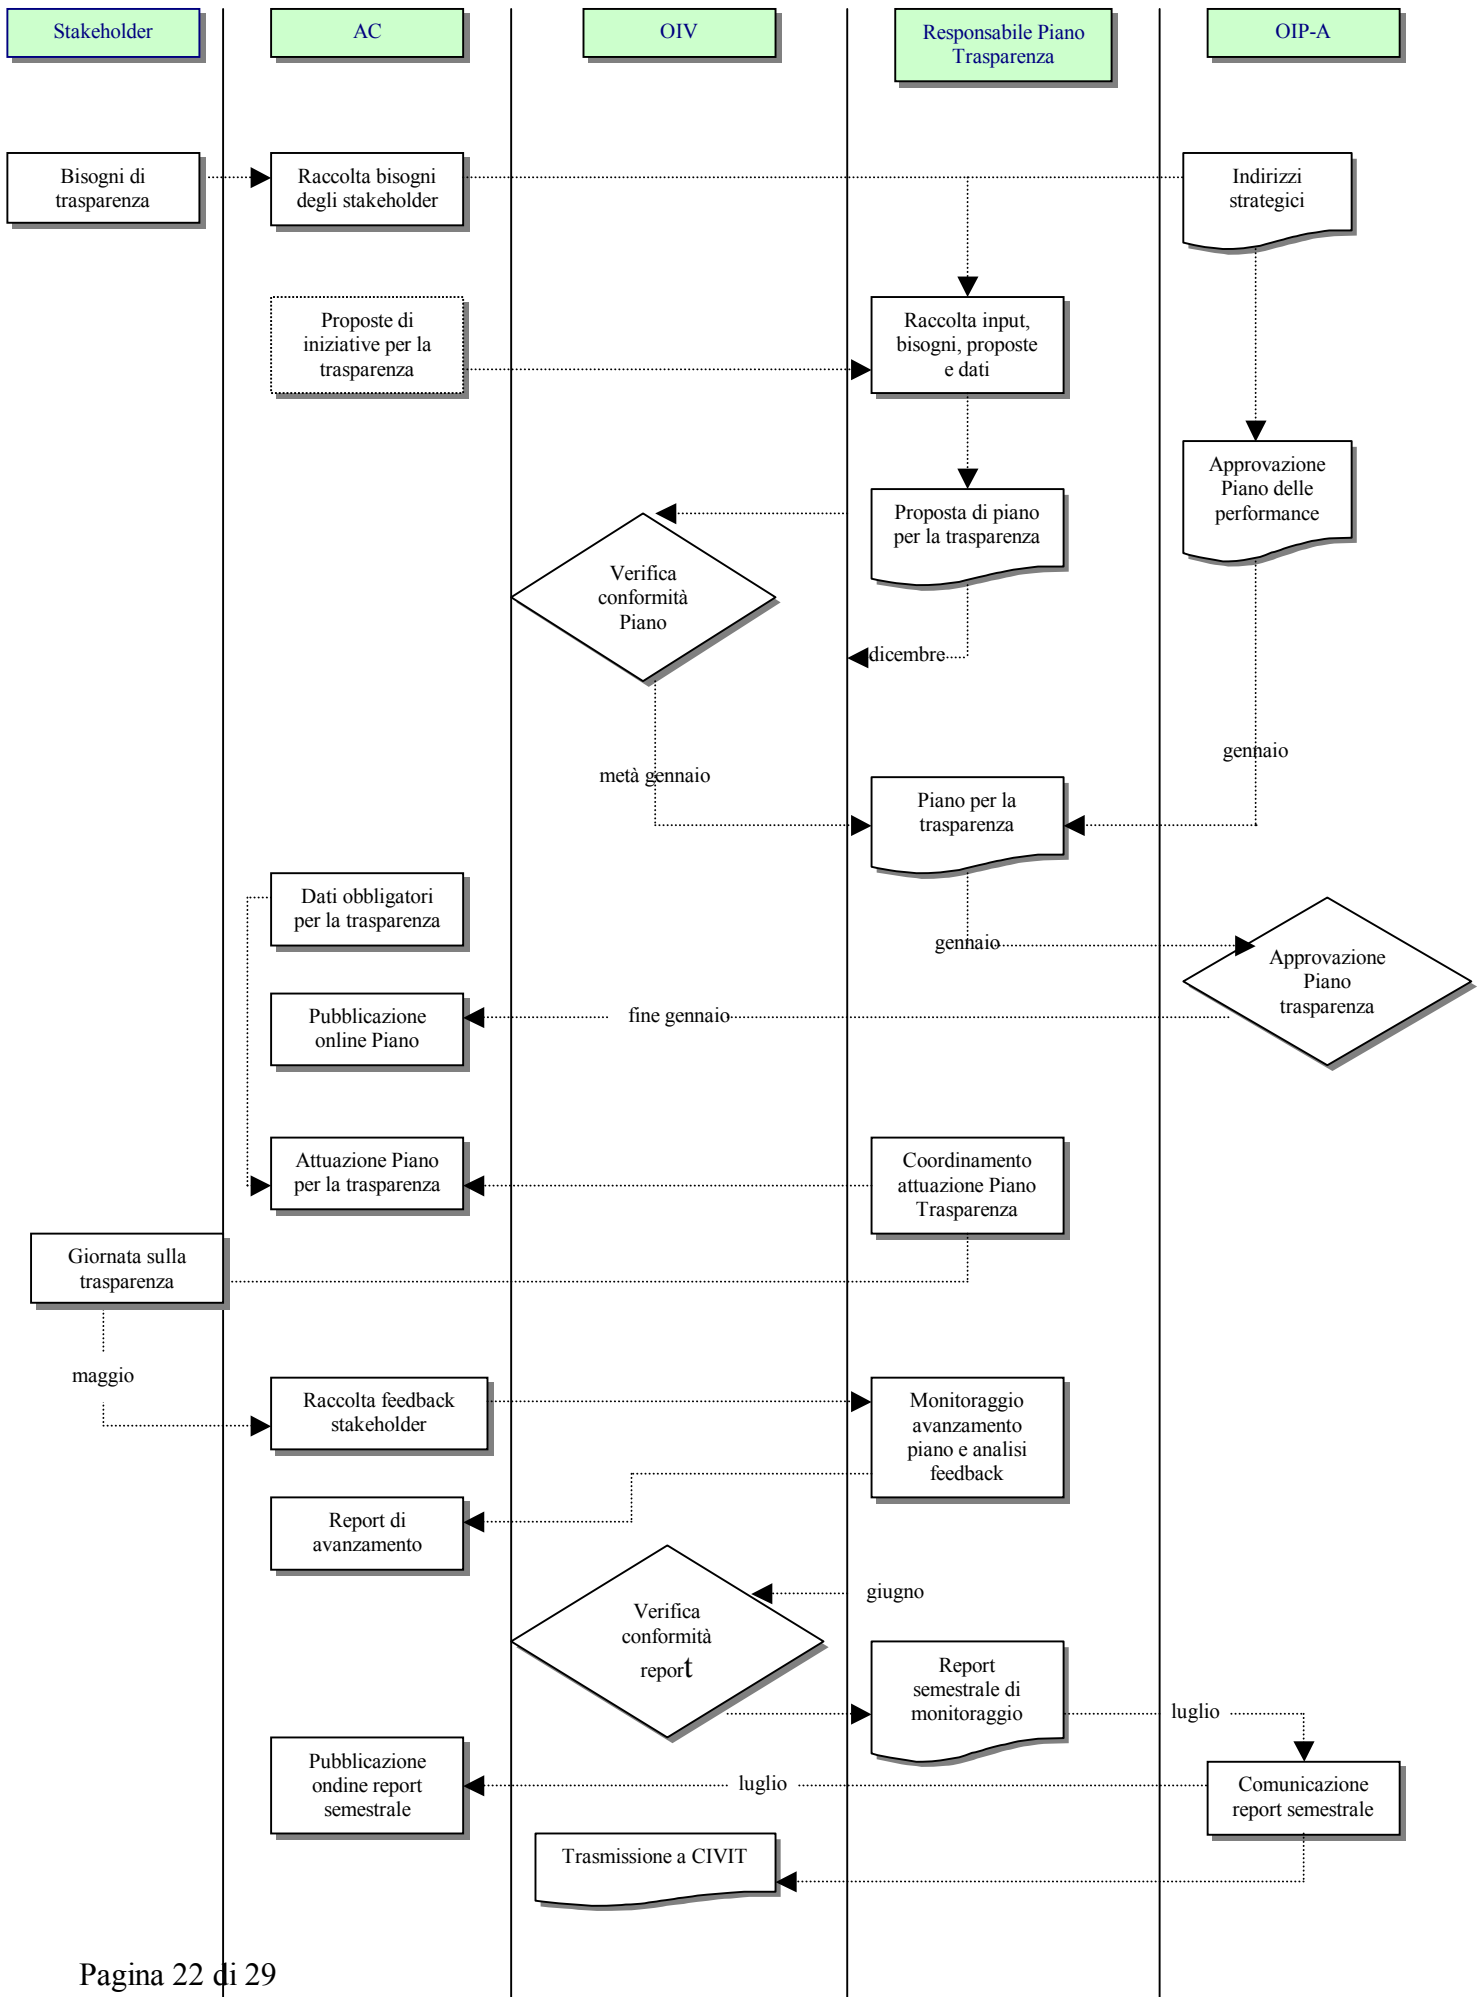 Stakeholder
AC
OIV
Responsabile Piano
Trasparenza
OIP-A
Bisogni di
trasparenza
Raccolta bisogni
degli stakeholder
Indirizzi
strategici
Proposte di
iniziative per la
trasparenza
Raccolta input,
bisogni, proposte
e dati
Approvazione
Piano delle
performance
Proposta di piano
per la trasparenza
Verifica
conformità
Piano
dicembre
gennaio
metà gennaio
Piano per la
trasparenza
Dati obbligatori
per la trasparenza
gennaio
Approvazione
Piano
trasparenza
Pubblicazione
online Piano
fine gennaio
Attuazione Piano
per la trasparenza
Coordinamento
attuazione Piano
Trasparenza
Giornata sulla
trasparenza
maggio
Raccolta feedback
stakeholder
Monitoraggio
avanzamento
piano e analisi
feedback
Report di
avanzamento
giugno
Verifica
conformità
report
Report
semestrale di
monitoraggio
luglio
Pubblicazione
ondine report
semestrale
luglio
Comunicazione
report semestrale
Trasmissione a CIVIT
Pagina 22 di 29